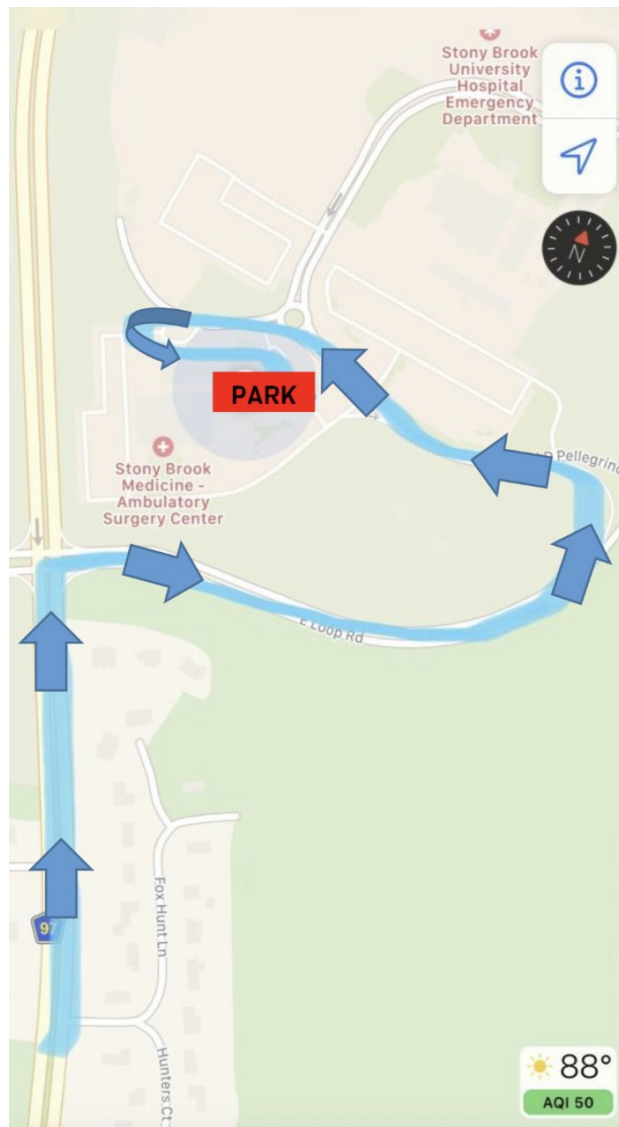 Stony Brook
University
Hospital
Emergency
Department
N
PARK
Stony Brook
Medicine -
Ambulatory
Surgery Center
D Pellegrino
E Loop Rd
97
Fox Hunt Ln
Hunters Ct
88°
AQI 50